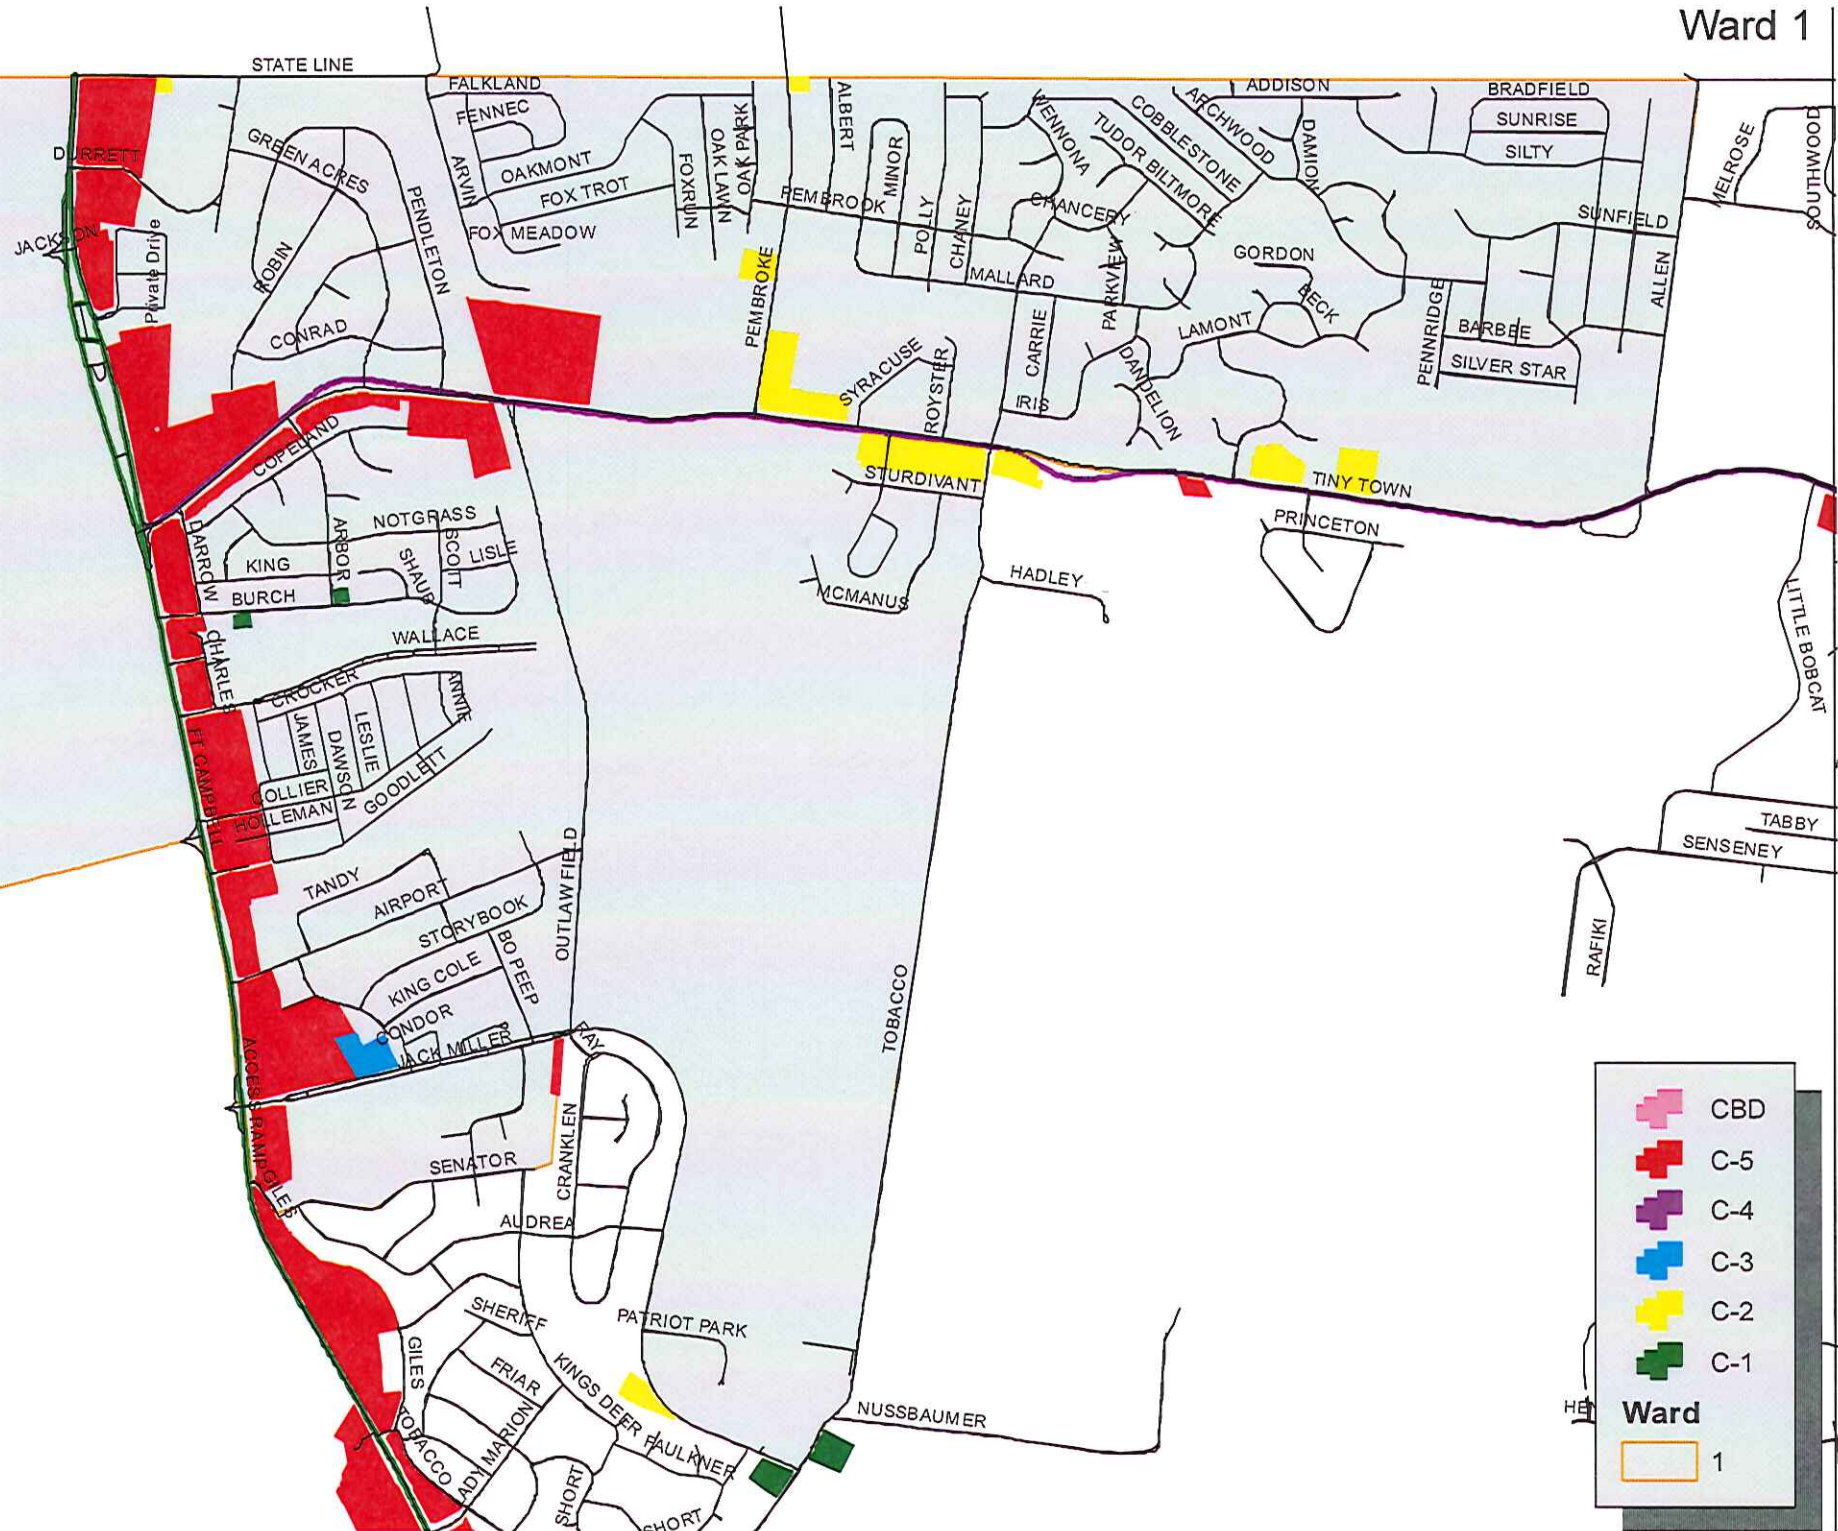 Ward 1
STATE LINE
FALKLAND
FENNEC
ALBERT
ADDISON
BRADFIELD
SUNRISE
SILTY
ARCHWOOD
COBBLESTONE
TUDOR BILTMORE
WENNONA
DAMION
MELROSE
SOUTHWOOD
DURRETT
GREEN ACRES
ARVIN
OAKMONT
FOX TROT
FOXRUN
OAK LAWN
OAK PARK
MINOR
PEMBROOK
POLLY
CHANEY
CHANCERY
SUNFIELD
JACKSON
Private Drive
ROBIN
PENDLETON
FOX MEADOW
PEMBROKE
MALLARD
PARKVIEW
GORDON
BECK
ALLEN
CONRAD
SYRACUSE
ROYSTER
CARRIE
LAMONT
PENNRIDGE
BARBEE
SILVER STAR
IRIS
DANDELION
COPELAND
STURDIVANT
TINY TOWN
PRINCETON
DARROW
NOTGRASS
ARBOR
SCOTT
LISLE
KING
SHAUB
BURCH
MCMANUS
HADLEY
LITTLE BOBCAT
CHARLES
WALLACE
CROCKER
ANNIE
JAMES
LESLIE
DAWSON
FT CAMPBELL
COLLIER
GOODLETT
HOLLEMAN
TABBY
SENSENEY
OUTLAW FIELD
TANDY
AIRPORT
STORYBOOK
BO PEEP
KING COLE
RAFIKI
TOBACCO
CONDOR
JACK MILLER
RAY
ACCESS RAMP
GILES
SENATOR
CRANKLEN
AUDREA
SHERIFF
PATRIOT PARK
GILES
FRIAR
KINGS DEER
TOBACCO
ADY MARION
FAULKNER
NUSSBAUMER
SHORT
SHORT
HEN
CBD
C-5
C-4
C-3
C-2
C-1
Ward
1